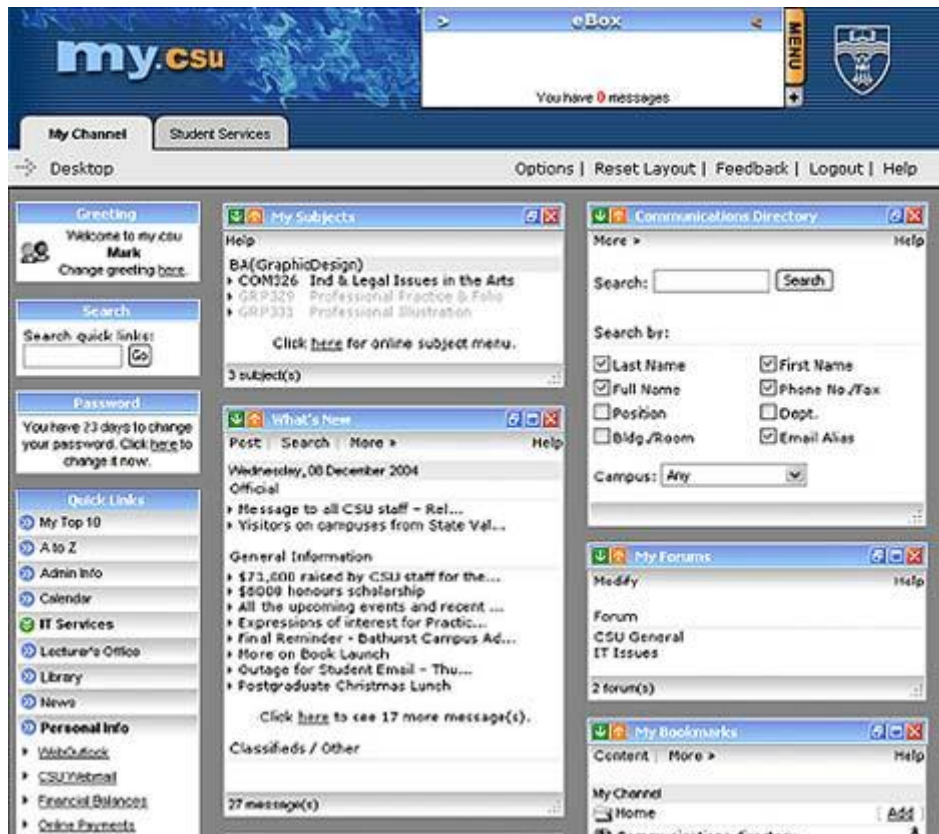 my.csu
> eBox <
You have 0 messages
MENU
+
My Channel
Student Services
Desktop
Options | Reset Layout | Feedback | Logout | Help
Greeting
Welcome to my.csu
Mark
Change greeting here.
Search
Search quick links:
Go
Password
You have 23 days to change
your password. Click here to
change it now.
Quick Links
My Top 10
A to Z
Admin Info
Calendar
IT Services
Lecturer's Office
Library
News
Personal Info
WebOutlook
CSU Webmail
Financial Balances
Online Payments
My Subjects
Help
BA(GraphicDesign)
COM326 Ind & Legal Issues in the Arts
GRP329 Professional Practice & Folio
GRP331 Professional Illustration
Click here for online subject menu.
3 subject(s)
What's New
Post | Search | More > Help
Wednesday, 08 December 2004
Official
Message to all CSU staff - Rel...
Visitors on campuses from State Val...
General Information
$71,000 raised by CSU staff for the...
$6000 honours scholarship
All the upcoming events and recent ...
Expressions of interest for Practic...
Final Reminder - Bathurst Campus Ad...
More on Book Launch
Outage for Student Email - Thu...
Postgraduate Christmas Lunch
Click here to see 17 more message(s).
Classifieds / Other
27 message(s)
Communications Directory
More > Help
Search: Search
Search by:
Last Name First Name
Full Name Phone No./Fax
Position Dept.
Bldg./Room Email Alias
Campus: Any
My Forums
Modify Help
Forum
CSU General
IT Issues
2 forum(s)
My Bookmarks
Content | More > Help
My Channel
Home [ Add ]
Communications directory